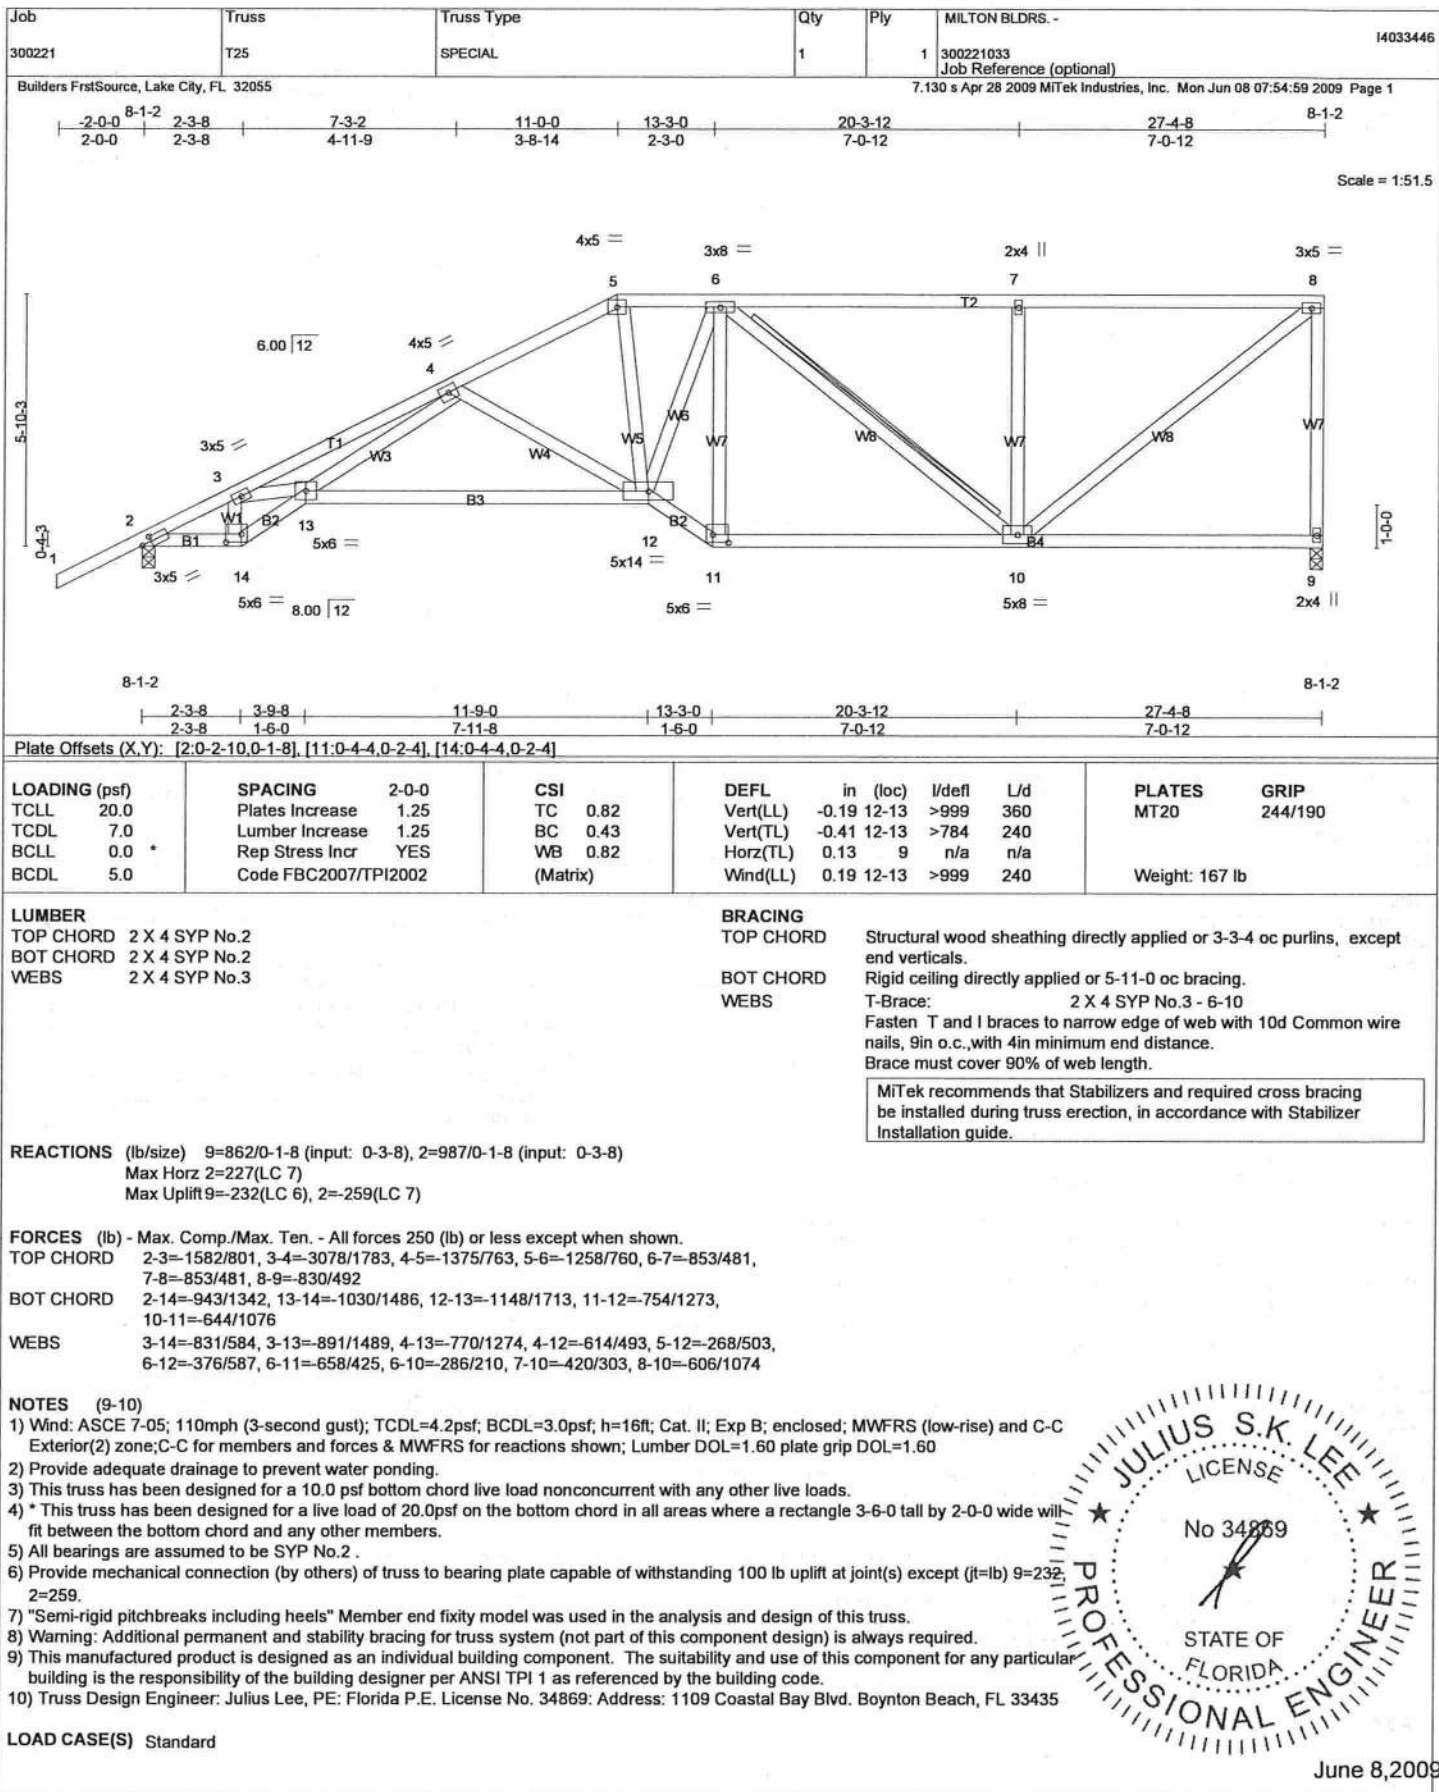 Job Truss Truss Type Qty Ply MILTON BLDRS. -
I4033446
300221 T25 SPECIAL 1 1 300221033
Job Reference (optional)
Builders FrstSource, Lake City, FL 32055 7.130 s Apr 28 2009 MiTek Industries, Inc. Mon Jun 08 07:54:59 2009 Page 1
-2-0-0 8-1-2 2-3-8 7-3-2 11-0-0 13-3-0 20-3-12 27-4-8 8-1-2
2-0-0 2-3-8 4-11-9 3-8-14 2-3-0 7-0-12 7-0-12
Scale = 1:51.5
4x5 = 3x8 = 2x4 || 3x5 =
5 6 7 8
T2
6.00 12 4x5 =
4
5-10-3
3x5 = T1 W3 W4 W5 W6 W7 W8 W7 W8 W7
3
2 W1 B2 B3 B2
0-4-3 1 B1 13 12 B4 1-0-0
5x6 = 5x14 =
3x5 = 14 11 10 9
5x6 = 8.00 12 5x6 = 5x8 = 2x4 ||
8-1-2 8-1-2
2-3-8 3-9-8 11-9-0 13-3-0 20-3-12 27-4-8
2-3-8 1-6-0 7-11-8 1-6-0 7-0-12 7-0-12
Plate Offsets (X,Y): [2:0-2-10,0-1-8], [11:0-4-4,0-2-4], [14:0-4-4,0-2-4]
LOADING (psf) SPACING 2-0-0 CSI DEFL in (loc) l/defl L/d PLATES GRIP
TCLL 20.0 Plates Increase 1.25 TC 0.82 Vert(LL) -0.19 12-13 >999 360 MT20 244/190
TCDL 7.0 Lumber Increase 1.25 BC 0.43 Vert(TL) -0.41 12-13 >784 240
BCLL 0.0 * Rep Stress Incr YES WB 0.82 Horz(TL) 0.13 9 n/a n/a
BCDL 5.0 Code FBC2007/TPI2002 (Matrix) Wind(LL) 0.19 12-13 >999 240 Weight: 167 lb
LUMBER
TOP CHORD 2 X 4 SYP No.2
BOT CHORD 2 X 4 SYP No.2
WEBS 2 X 4 SYP No.3
BRACING
TOP CHORD Structural wood sheathing directly applied or 3-3-4 oc purlins, except
end verticals.
BOT CHORD Rigid ceiling directly applied or 5-11-0 oc bracing.
WEBS T-Brace: 2 X 4 SYP No.3 - 6-10
Fasten T and I braces to narrow edge of web with 10d Common wire
nails, 9in o.c.,with 4in minimum end distance.
Brace must cover 90% of web length.
MiTek recommends that Stabilizers and required cross bracing
be installed during truss erection, in accordance with Stabilizer
Installation guide.
REACTIONS (lb/size) 9=862/0-1-8 (input: 0-3-8), 2=987/0-1-8 (input: 0-3-8)
Max Horz 2=227(LC 7)
Max Uplift 9=-232(LC 6), 2=-259(LC 7)
FORCES (lb) - Max. Comp./Max. Ten. - All forces 250 (lb) or less except when shown.
TOP CHORD 2-3=-1582/801, 3-4=-3078/1783, 4-5=-1375/763, 5-6=-1258/760, 6-7=-853/481,
7-8=-853/481, 8-9=-830/492
BOT CHORD 2-14=-943/1342, 13-14=-1030/1486, 12-13=-1148/1713, 11-12=-754/1273,
10-11=-644/1076
WEBS 3-14=-831/584, 3-13=-891/1489, 4-13=-770/1274, 4-12=-614/493, 5-12=-268/503,
6-12=-376/587, 6-11=-658/425, 6-10=-286/210, 7-10=-420/303, 8-10=-606/1074
NOTES (9-10)
1) Wind: ASCE 7-05; 110mph (3-second gust); TCDL=4.2psf; BCDL=3.0psf; h=16ft; Cat. II; Exp B; enclosed; MWFRS (low-rise) and C-C
Exterior(2) zone;C-C for members and forces & MWFRS for reactions shown; Lumber DOL=1.60 plate grip DOL=1.60
2) Provide adequate drainage to prevent water ponding.
3) This truss has been designed for a 10.0 psf bottom chord live load nonconcurrent with any other live loads.
4) * This truss has been designed for a live load of 20.0psf on the bottom chord in all areas where a rectangle 3-6-0 tall by 2-0-0 wide will
fit between the bottom chord and any other members.
5) All bearings are assumed to be SYP No.2 .
6) Provide mechanical connection (by others) of truss to bearing plate capable of withstanding 100 lb uplift at joint(s) except (jt=lb) 9=232,
2=259.
7) "Semi-rigid pitchbreaks including heels" Member end fixity model was used in the analysis and design of this truss.
8) Warning: Additional permanent and stability bracing for truss system (not part of this component design) is always required.
9) This manufactured product is designed as an individual building component. The suitability and use of this component for any particular
building is the responsibility of the building designer per ANSI TPI 1 as referenced by the building code.
10) Truss Design Engineer: Julius Lee, PE: Florida P.E. License No. 34869: Address: 1109 Coastal Bay Blvd. Boynton Beach, FL 33435
LOAD CASE(S) Standard
JULIUS S.K. LEE
LICENSE
No 34869
STATE OF
FLORIDA
PROFESSIONAL ENGINEER
June 8,2009